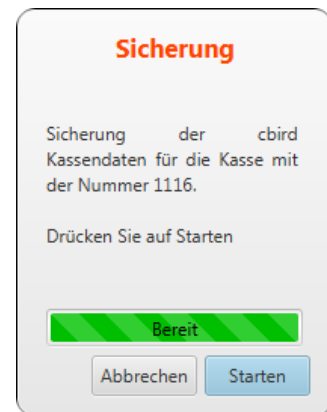 Sicherung
Sicherung der cbird
Kassendaten für die Kasse mit
der Nummer 1116.
Drücken Sie auf Starten
Bereit
Abbrechen Starten